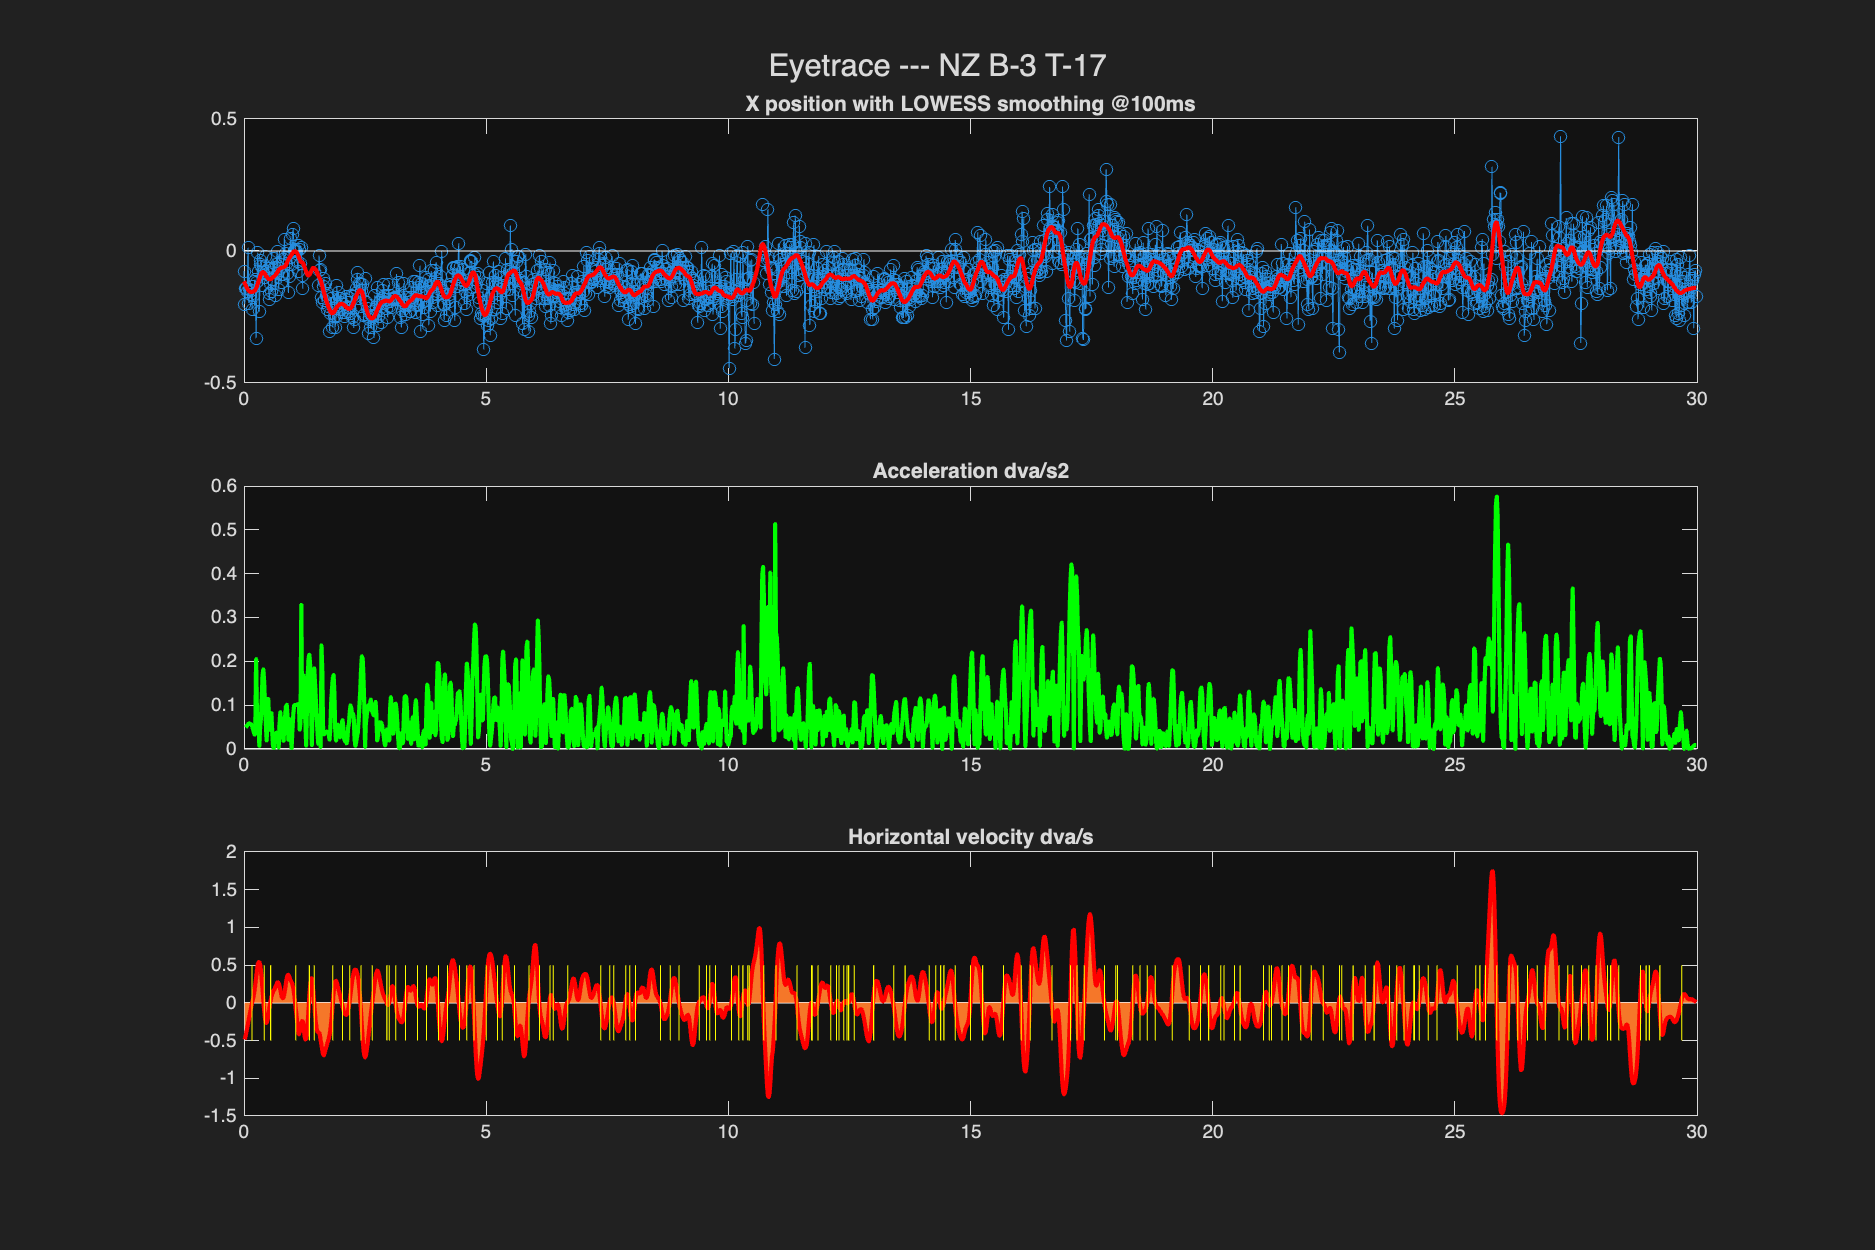 Eyetrace --- NZ B-3 T-17
X position with LOWESS smoothing @100ms
0.5
0
-0.5
0 5 10 15 20 25 30
Acceleration dva/s2
0.6
0.5
0.4
0.3
0.2
0.1
0
0 5 10 15 20 25 30
Horizontal velocity dva/s
2
1.5
1
0.5
0
-0.5
-1
-1.5
0 5 10 15 20 25 30